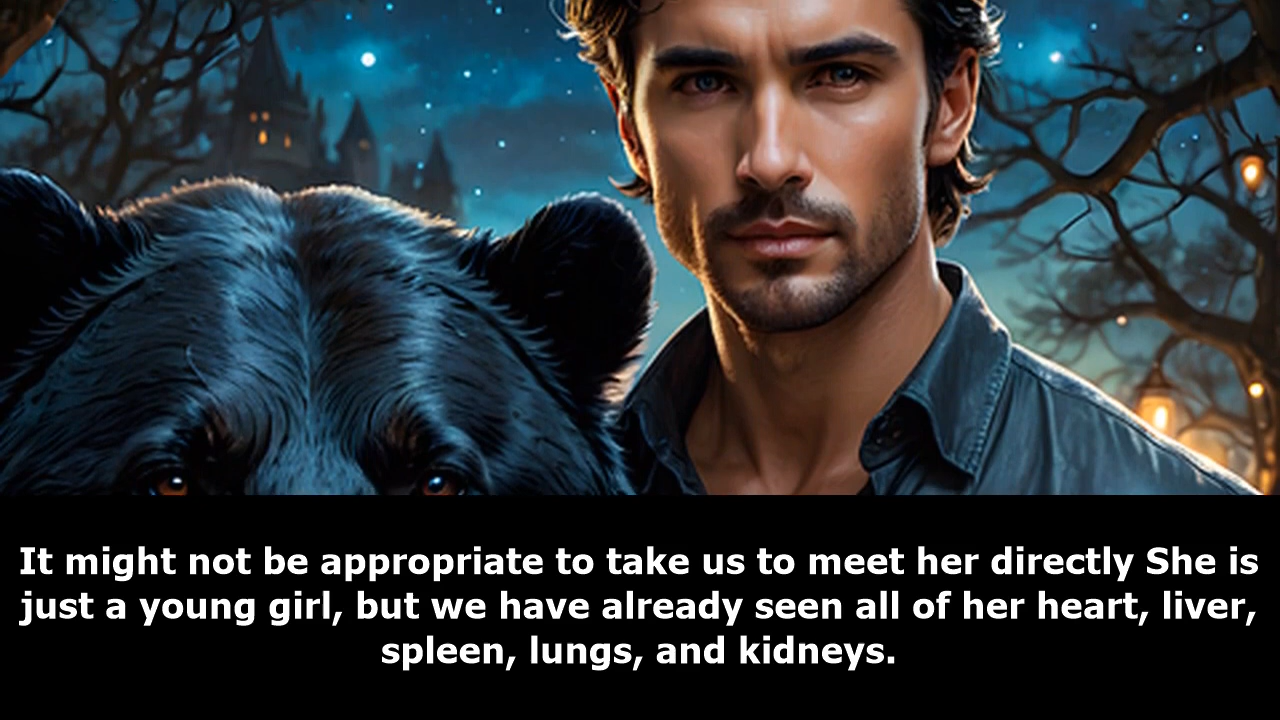 It might not be appropriate to take us to meet her directly She is
just a young girl, but we have already seen all of her heart, liver,
spleen, lungs, and kidneys.